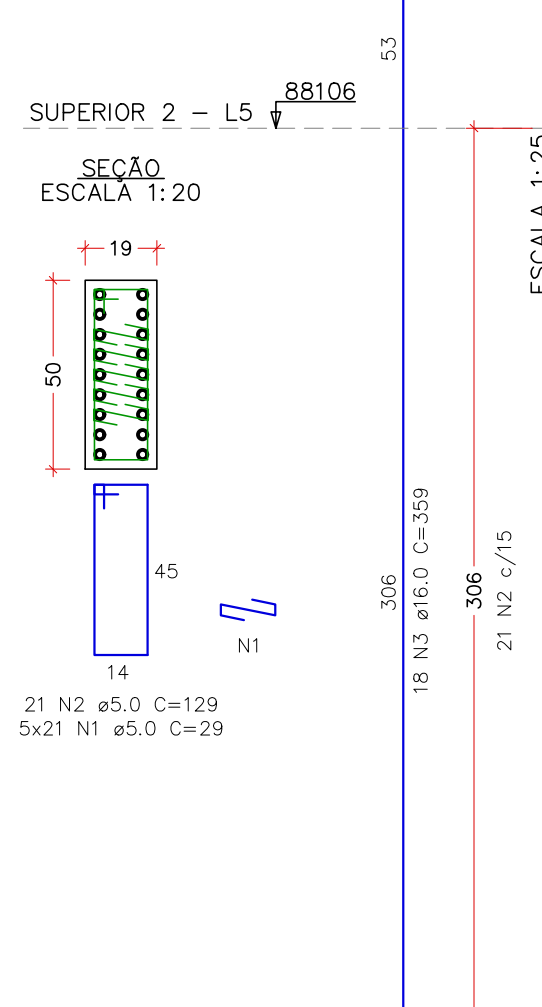 53
SUPERIOR 2 - L5
88106
SEÇÃO
ESCALA 1:20
ESCALA 1:25
19
50
45
14
N1
21 N2 ø5.0 C=129
5x21 N1 ø5.0 C=29
306
18 N3 ø16.0 C=359
306
21 N2 c/15